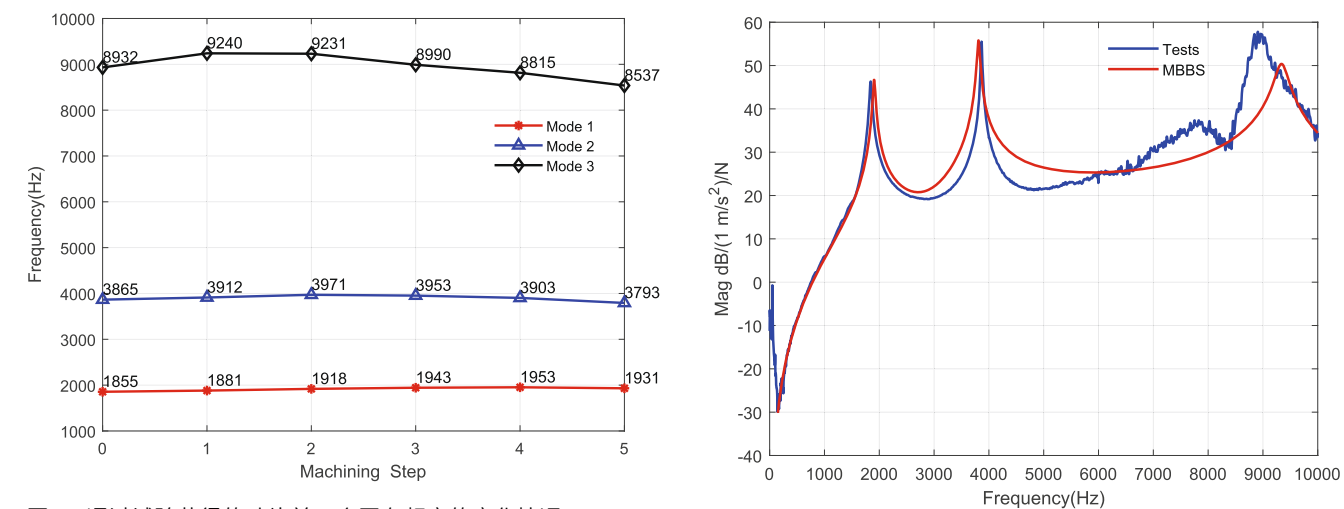 10000
9000
8000
7000
6000
5000
4000
3000
2000
1000
Frequency(Hz)
8932 9240 9231 8990 8815 8537
Mode 1
Mode 2
Mode 3
3865 3912 3971 3953 3903 3793
1855 1881 1918 1943 1953 1931
0 1 2 3 4 5
Machining Step
60
50
40
30
20
10
0
-10
-20
-30
-40
Mag dB/(1 m/s²)/N
Tests
MBBS
0 1000 2000 3000 4000 5000 6000 7000 8000 9000 10000
Frequency(Hz)